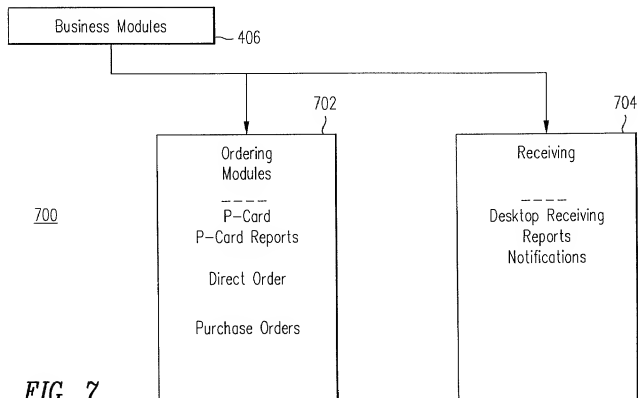 Business Modules
406
702
704
Ordering
Modules
P-Card
P-Card Reports
Direct Order
Purchase Orders
Receiving
Desktop Receiving
Reports
Notifications
700
FIG. 7